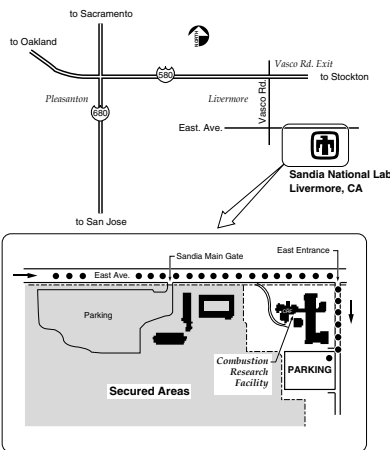 to Sacramento
to Oakland
NORTH
580
Vasco Rd. Exit
to Stockton
Pleasanton
Livermore
Vasco Rd.
680
East. Ave.
Sandia National Lab
Livermore, CA
to San Jose
Sandia Main Gate
East Entrance
East Ave.
Parking
CRF
Combustion
Research
Facility
PARKING
Secured Areas